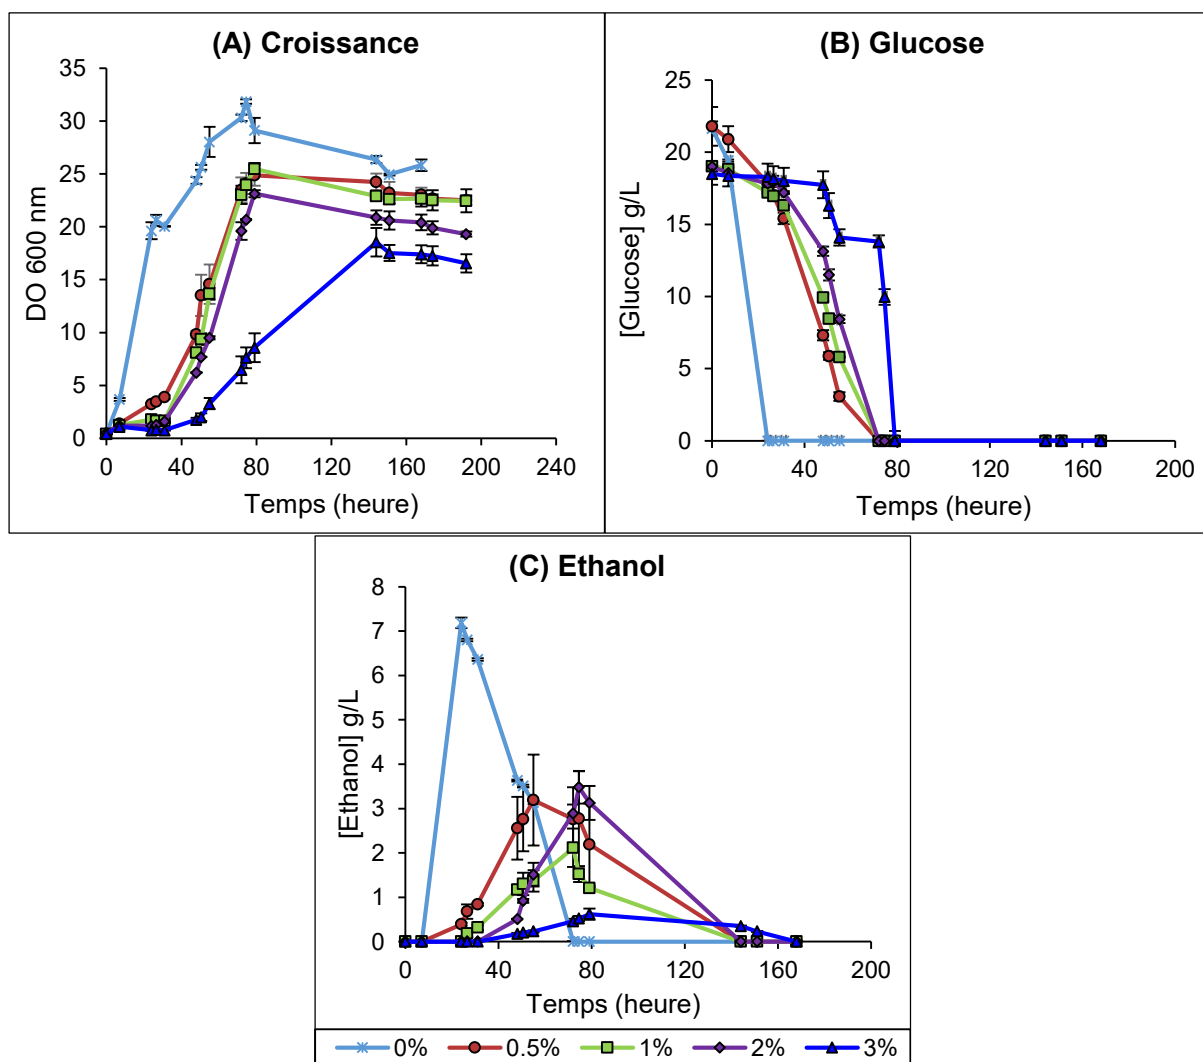 (A) Croissance
35
30
25
20
15
10
5
0
DO 600 nm
0 40 80 120 160 200 240
Temps (heure)
(B) Glucose
25
20
15
10
5
0
[Glucose] g/L
0 40 80 120 160 200
Temps (heure)
(C) Ethanol
8
7
6
5
4
3
2
1
0
[Ethanol] g/L
0 40 80 120 160 200
Temps (heure)
0% 0.5% 1% 2% 3%